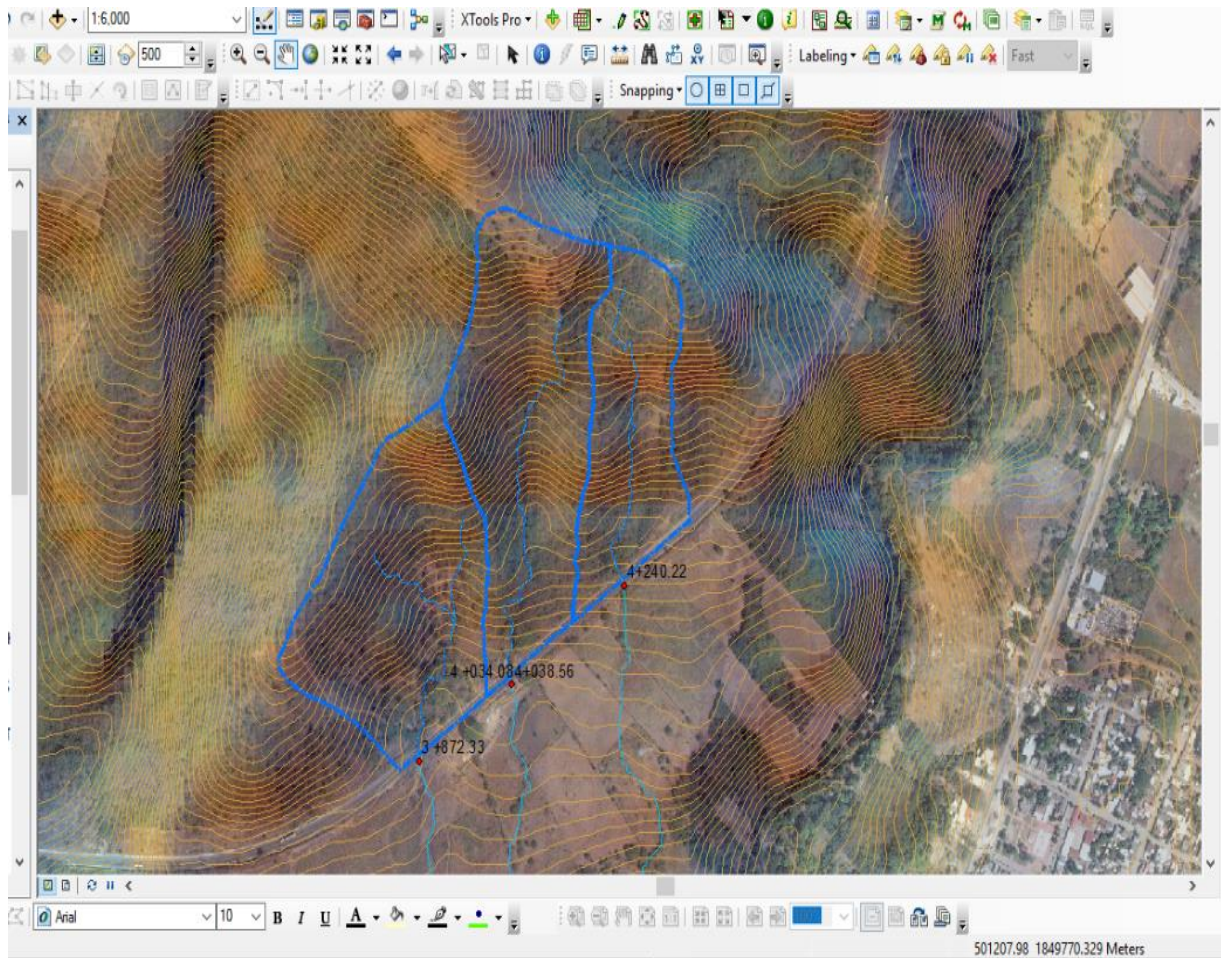 1:6,000
XTools Pro
500
Labeling
Fast
Snapping
4+240.22
4 +034.084+038.56
3 +872.33
Arial 10 B I U A
501207.98 1849770.329 Meters